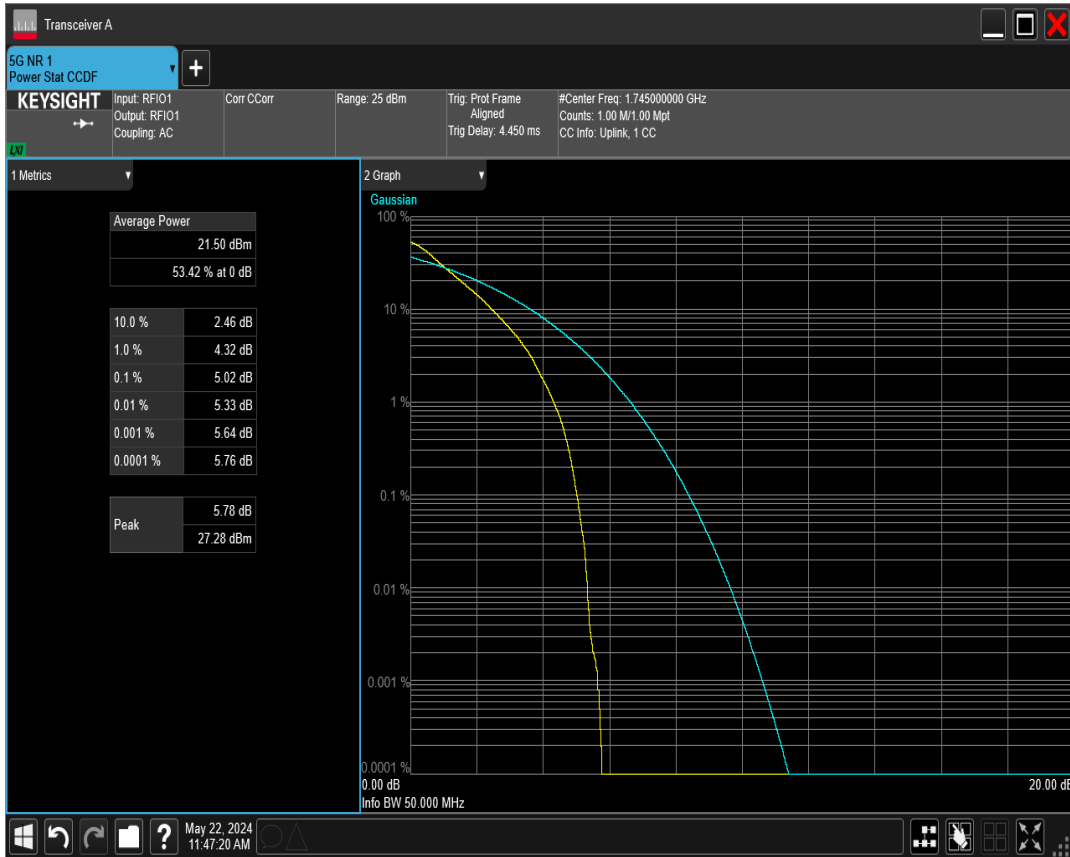 Transceiver A
5G NR 1
Power Stat CCDF
+
KEYSIGHT
LXI
Input: RFIO1
Output: RFIO1
Coupling: AC
Corr CCorr
Range: 25 dBm
Trig: Prot Frame
Aligned
Trig Delay: 4.450 ms
#Center Freq: 1.745000000 GHz
Counts: 1.00 M/1.00 Mpt
CC Info: Uplink, 1 CC
1 Metrics
Average Power
21.50 dBm
53.42 % at 0 dB
10.0 % 2.46 dB
1.0 % 4.32 dB
0.1 % 5.02 dB
0.01 % 5.33 dB
0.001 % 5.64 dB
0.0001 % 5.76 dB
Peak
5.78 dB
27.28 dBm
2 Graph
Gaussian
100 %
10 %
1 %
0.1 %
0.01 %
0.001 %
0.0001 %
0.00 dB
20.00 dB
Info BW 50.000 MHz
?
May 22, 2024
11:47:20 AM